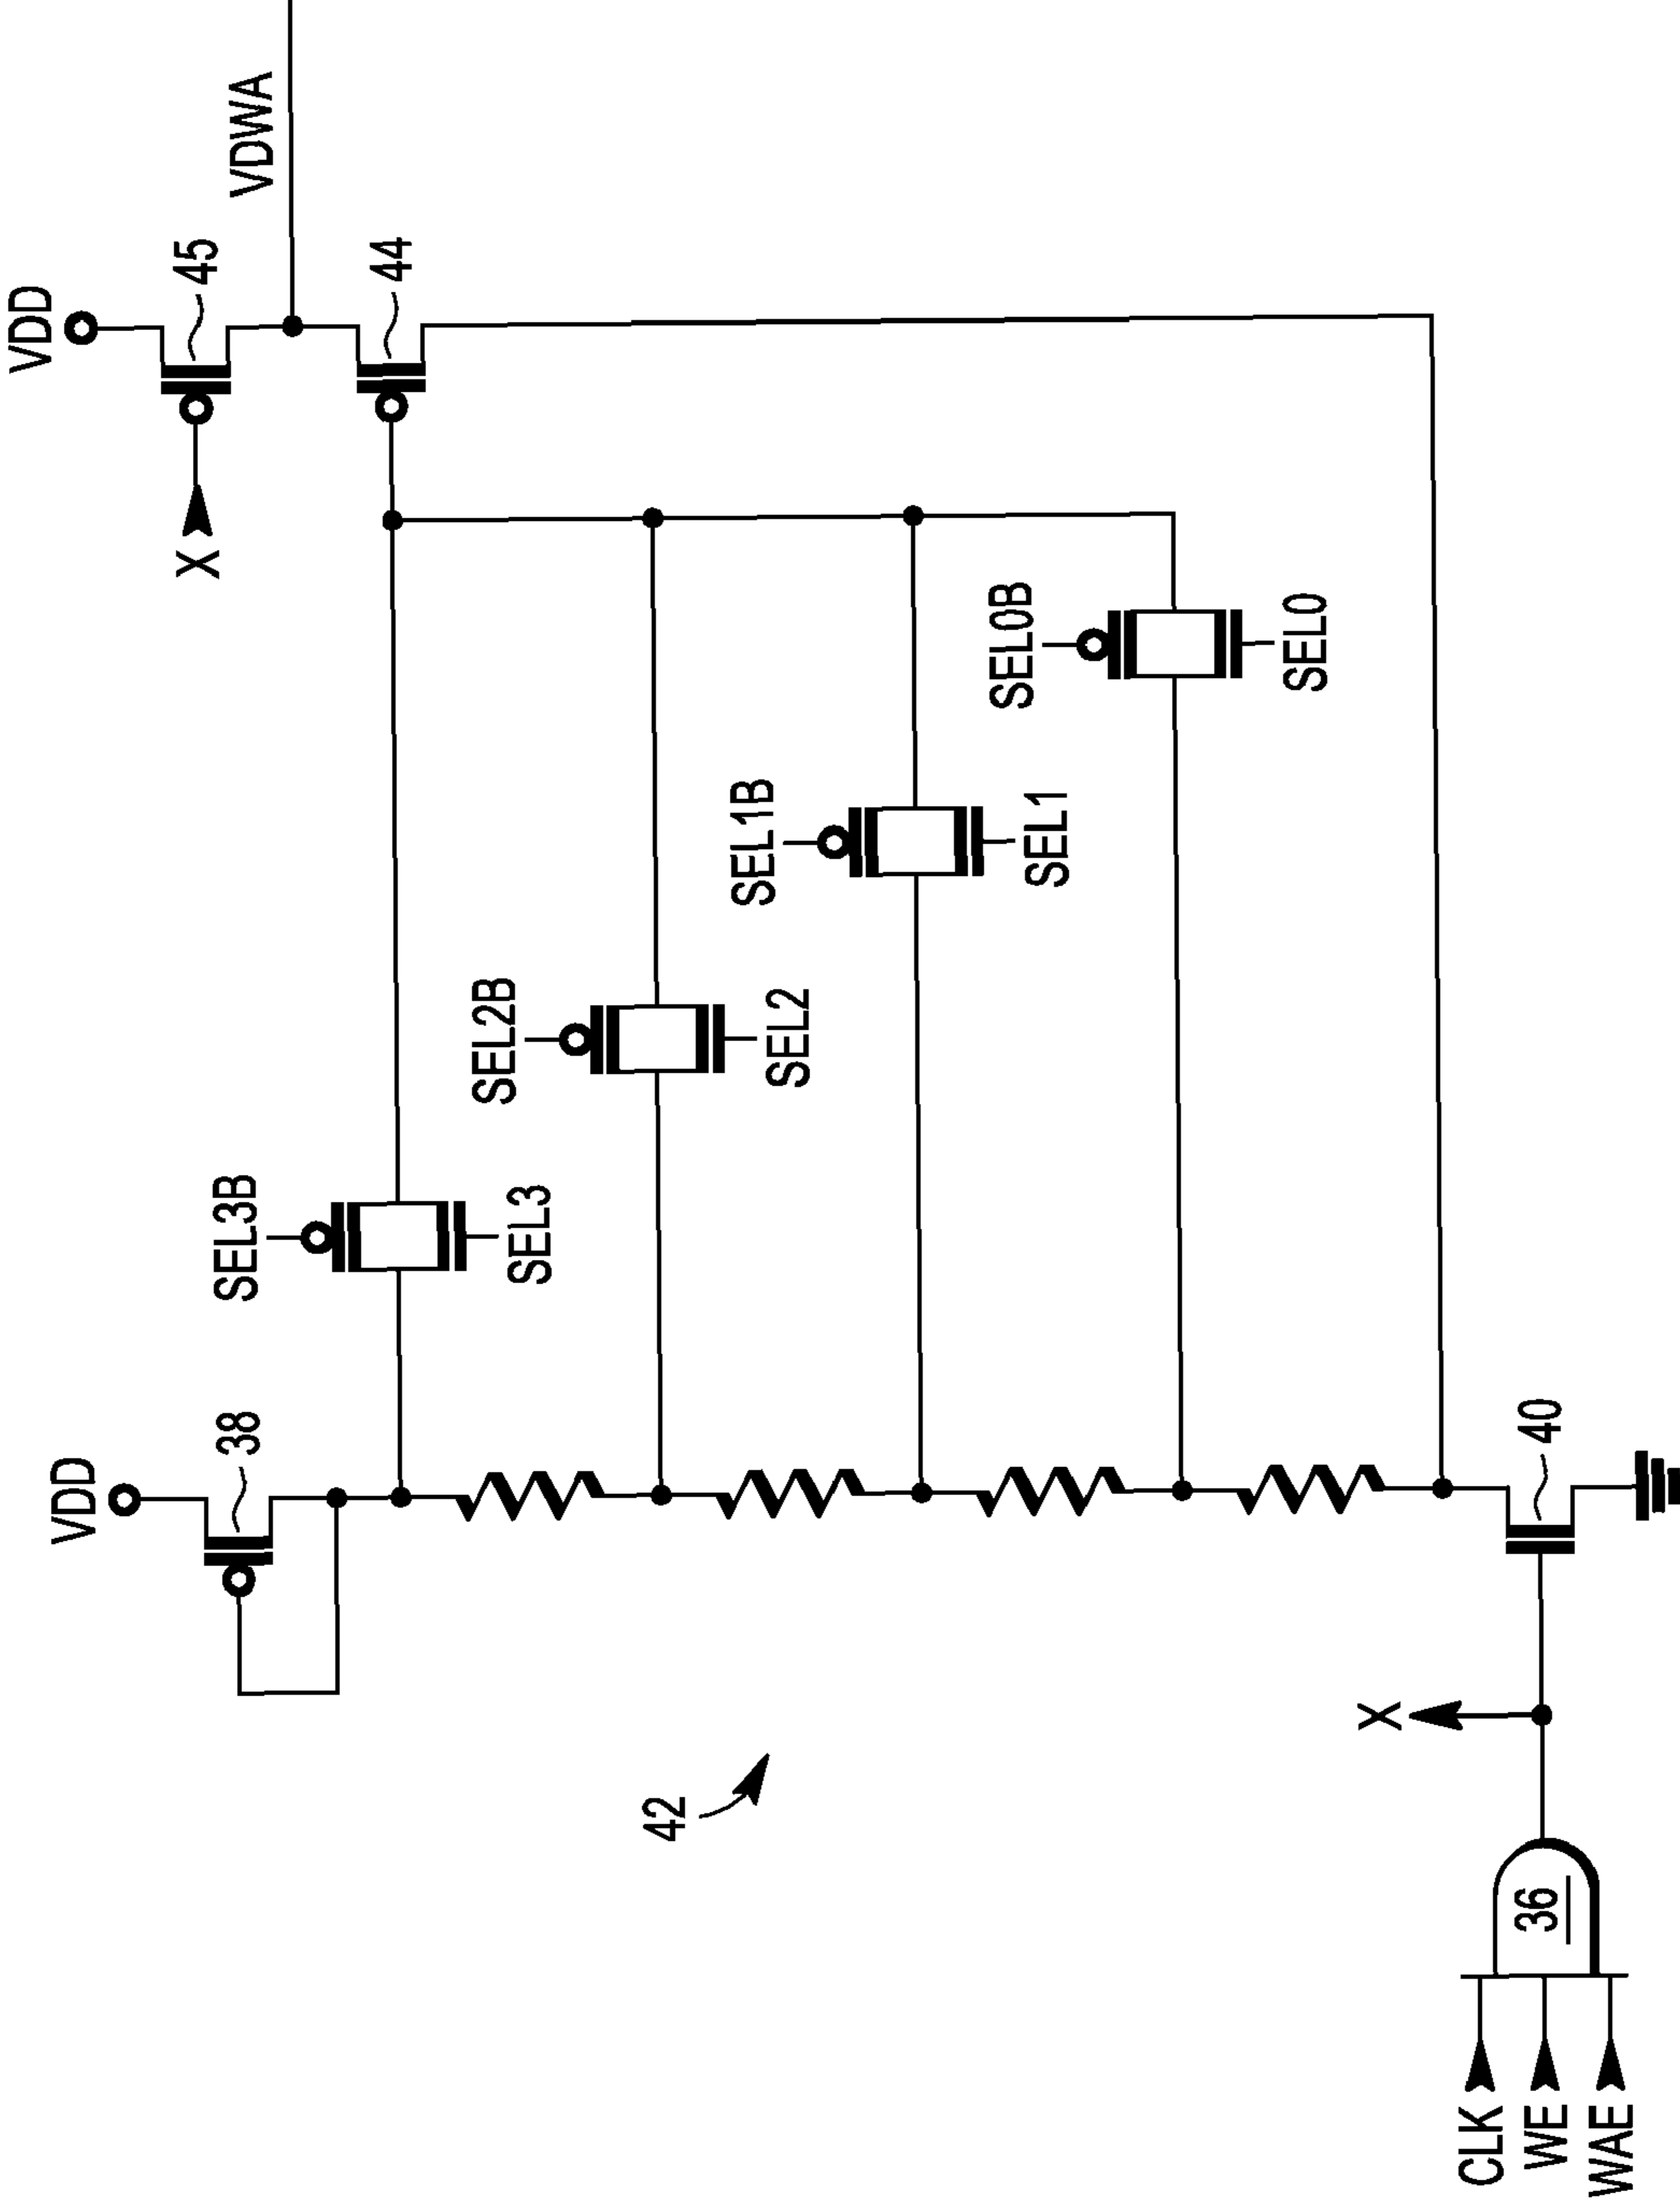 VDD
45
VDWA
X
44
VDD
38
SEL3B
SEL3
SEL2B
SEL2
SEL1B
SEL1
SEL0B
SEL0
42
X
40
36
CLK
WE
WAE